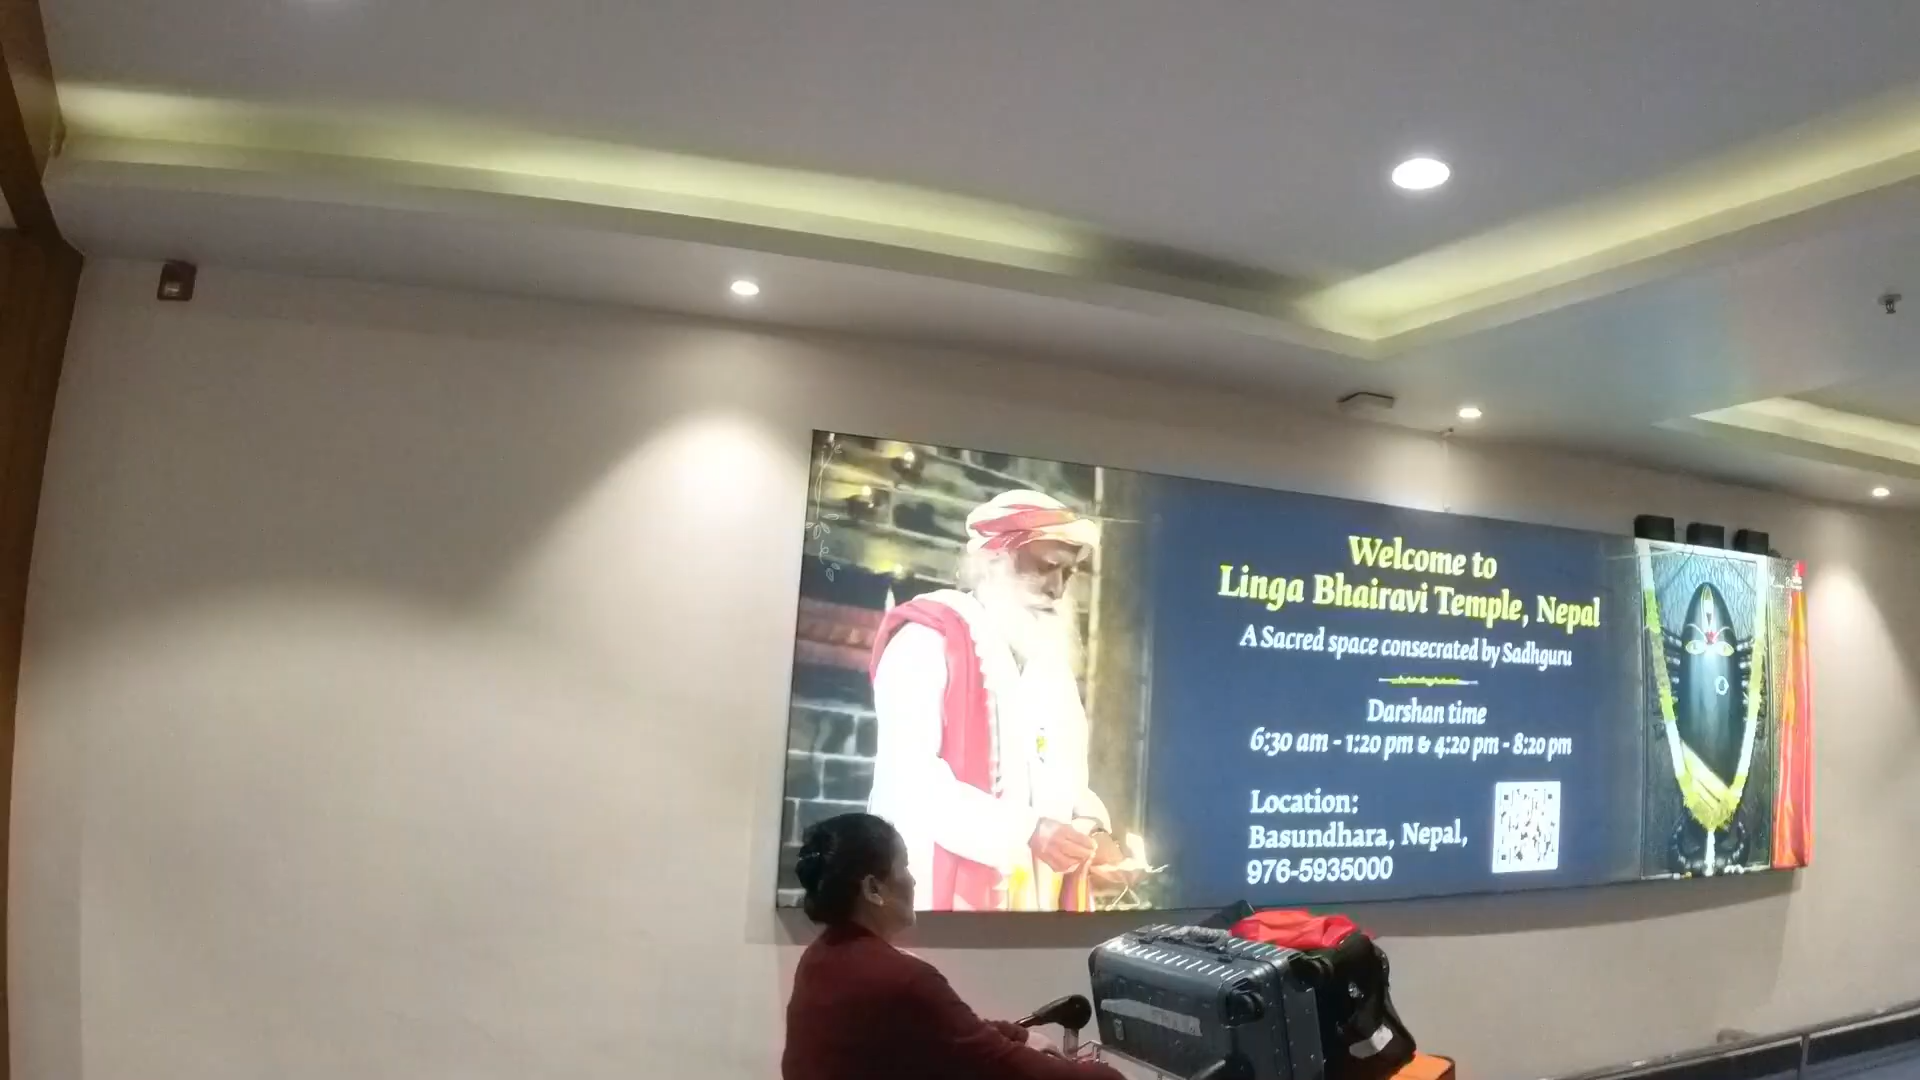 Welcome to
Linga Bhairavi Temple, Nepal
A Sacred space consecrated by Sadhguru
Darshan time
6:30 am - 1:20 pm & 4:20 pm - 8:20 pm
Location:
Basundhara, Nepal,
976-5935000